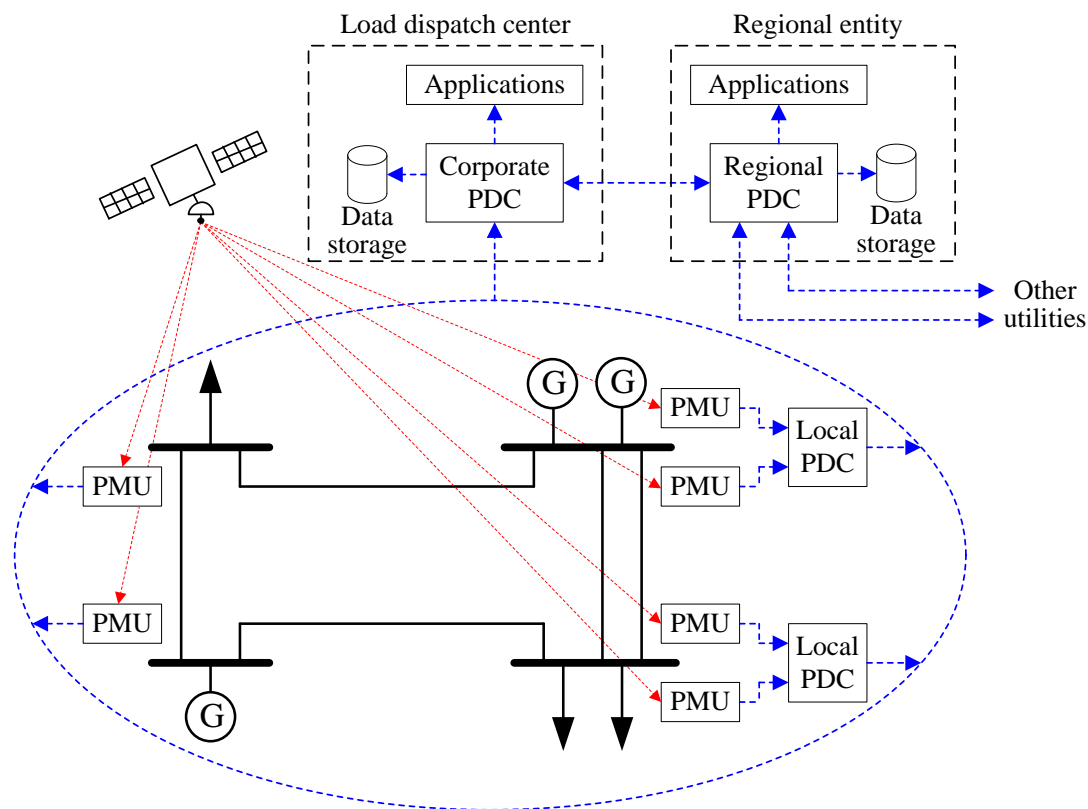 Load dispatch center
Regional entity
Applications
Applications
Corporate
PDC
Regional
PDC
Data
storage
Data
storage
Other
utilities
G
G
PMU
Local
PDC
PMU
PMU
PMU
PMU
Local
PDC
PMU
G